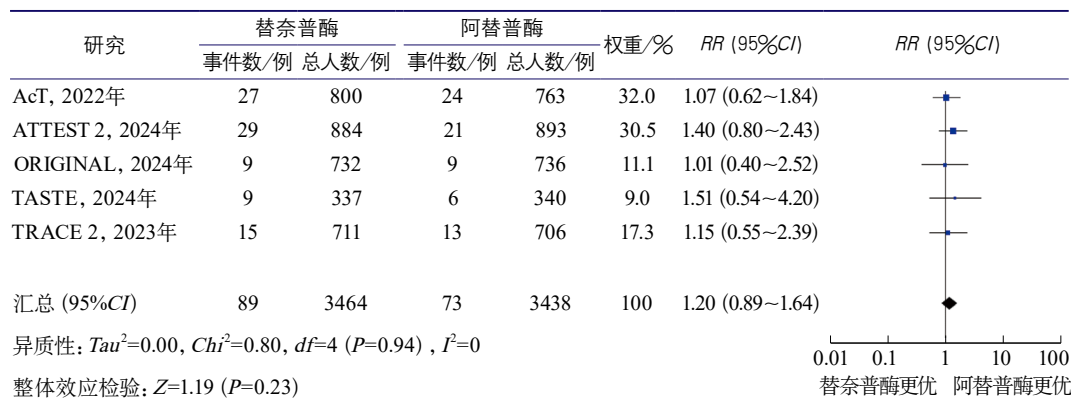 研究 替奈普酶 阿替普酶 权重/% RR (95%CI) RR (95%CI)
事件数/例 总人数/例 事件数/例 总人数/例
AcT, 2022年 27 800 24 763 32.0 1.07 (0.62~1.84)
ATTEST 2, 2024年 29 884 21 893 30.5 1.40 (0.80~2.43)
ORIGINAL, 2024年 9 732 9 736 11.1 1.01 (0.40~2.52)
TASTE, 2024年 9 337 6 340 9.0 1.51 (0.54~4.20)
TRACE 2, 2023年 15 711 13 706 17.3 1.15 (0.55~2.39)
汇总 (95%CI) 89 3464 73 3438 100 1.20 (0.89~1.64)
异质性: Tau²=0.00, Chi²=0.80, df=4 (P=0.94) , I²=0
0.01 0.1 1 10 100
整体效应检验: Z=1.19 (P=0.23) 替奈普酶更优 阿替普酶更优